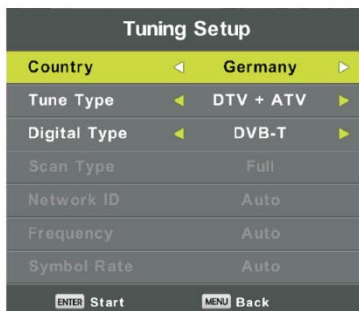 Tuning Setup
Country Germany
Tune Type DTV + ATV
Digital Type DVB-T
Scan Type Full
Network ID Auto
Frequency Auto
Symbol Rate Auto
ENTER Start MENU Back